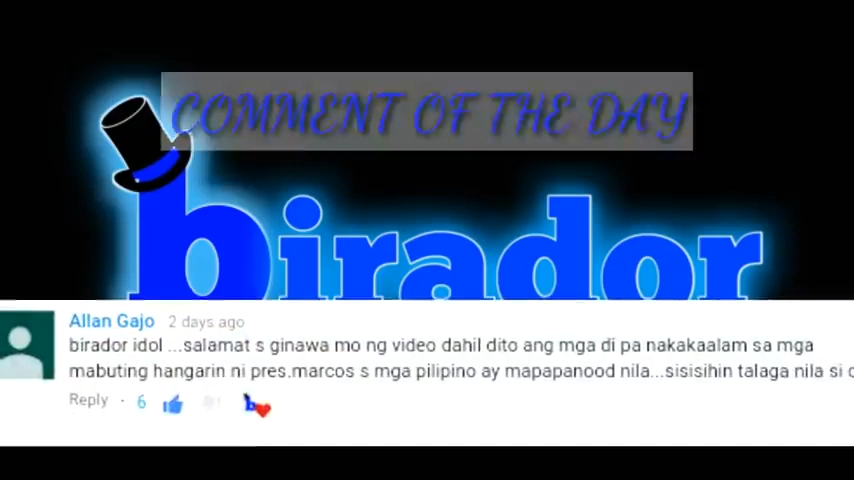 COMMENT OF THE DAY
birador
Allan Gajo 2 days ago
birador idol ...salamat s ginawa mo ng video dahil dito ang mga di pa nakakaalam sa mga
mabuting hangarin ni pres.marcos s mga pilipino ay mapapanood nila...sisisihin talaga nila si
Reply · 6